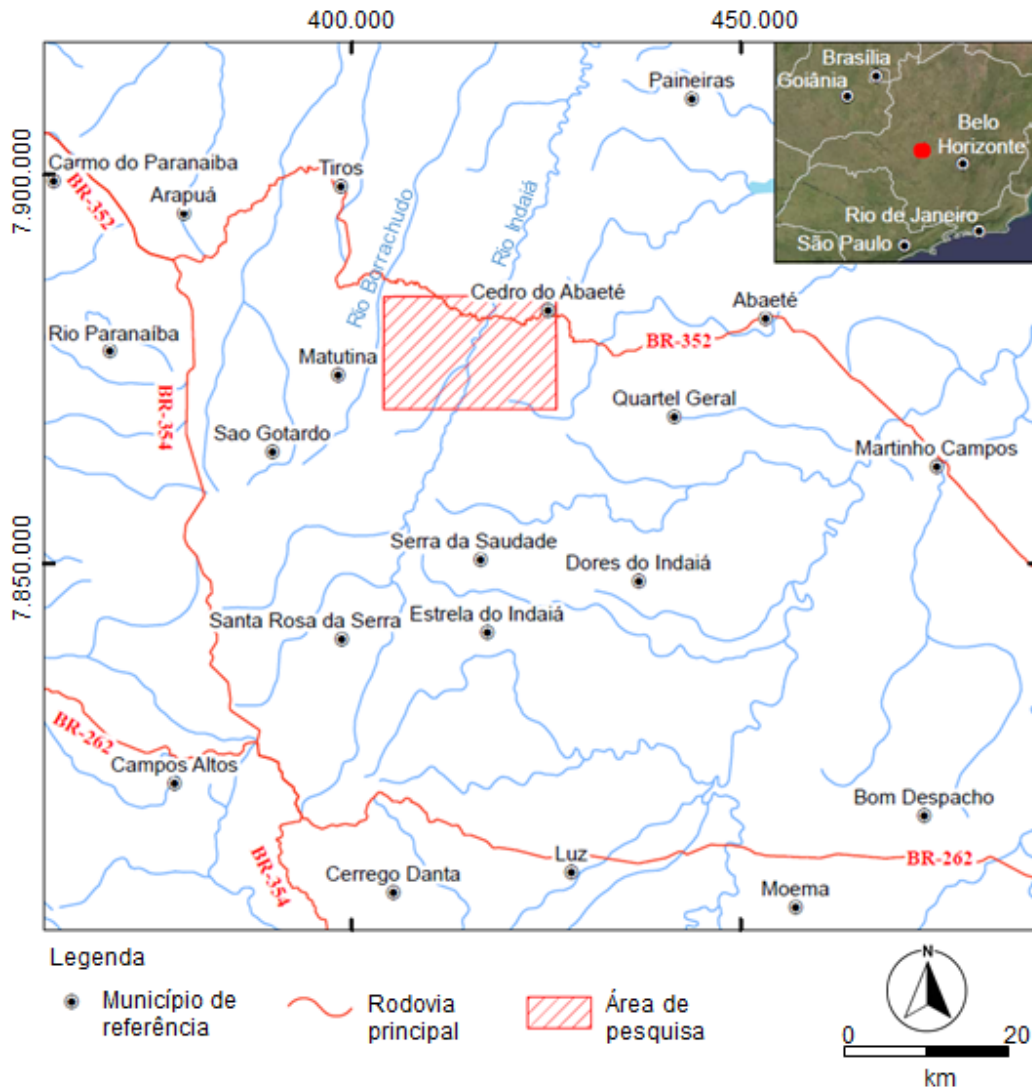 400.000
450.000
7.900.000
7.850.000
Paineiras
Carmo do Paranaiba
BR-352
Arapuá
Tiros
Rio Borrachudo
Rio Indaiá
Cedro do Abaeté
Abaeté
BR-352
Rio Paranaíba
Matutina
BR-354
Quartel Geral
Sao Gotardo
Martinho Campos
Serra da Saudade
Dores do Indaiá
Santa Rosa da Serra
Estrela do Indaiá
BR-262
Campos Altos
Bom Despacho
BR-354
Cerrego Danta
Luz
BR-262
Moema
Brasília
Goiânia
Belo
Horizonte
Rio de Janeiro
São Paulo
Legenda
Município de
referência
Rodovia
principal
Área de
pesquisa
N
0 20
km